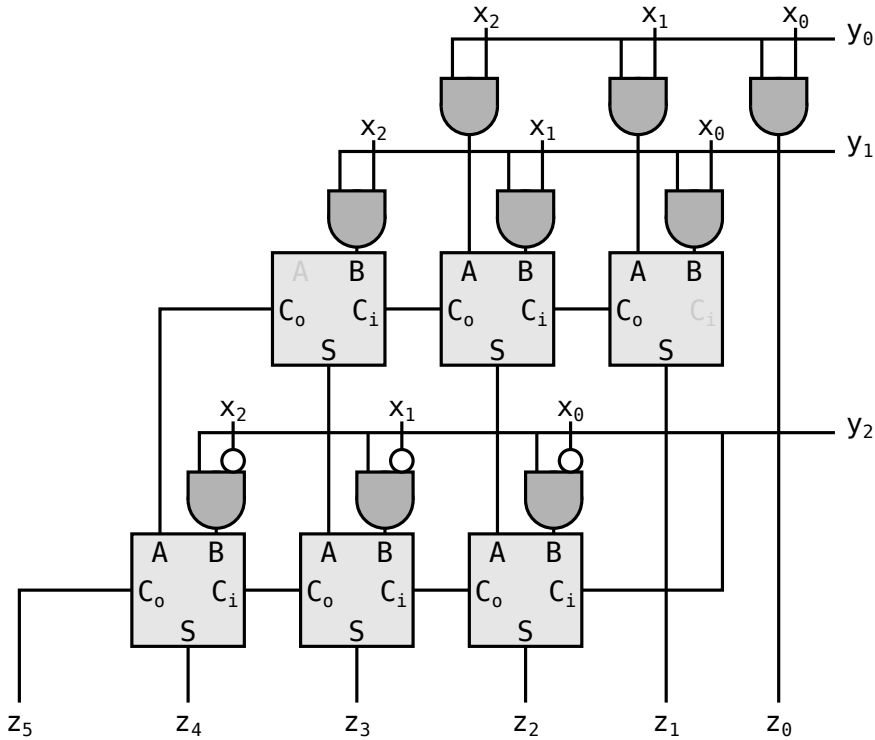 x₂ x₁ x₀
y₀
x₂ x₁ x₀
y₁
A B A B A B
Cₒ Cᵢ Cₒ Cᵢ Cₒ Cᵢ
S S S
x₂ x₁ x₀
y₂
A B A B A B
Cₒ Cᵢ Cₒ Cᵢ Cₒ Cᵢ
S S S
z₅ z₄ z₃ z₂ z₁ z₀